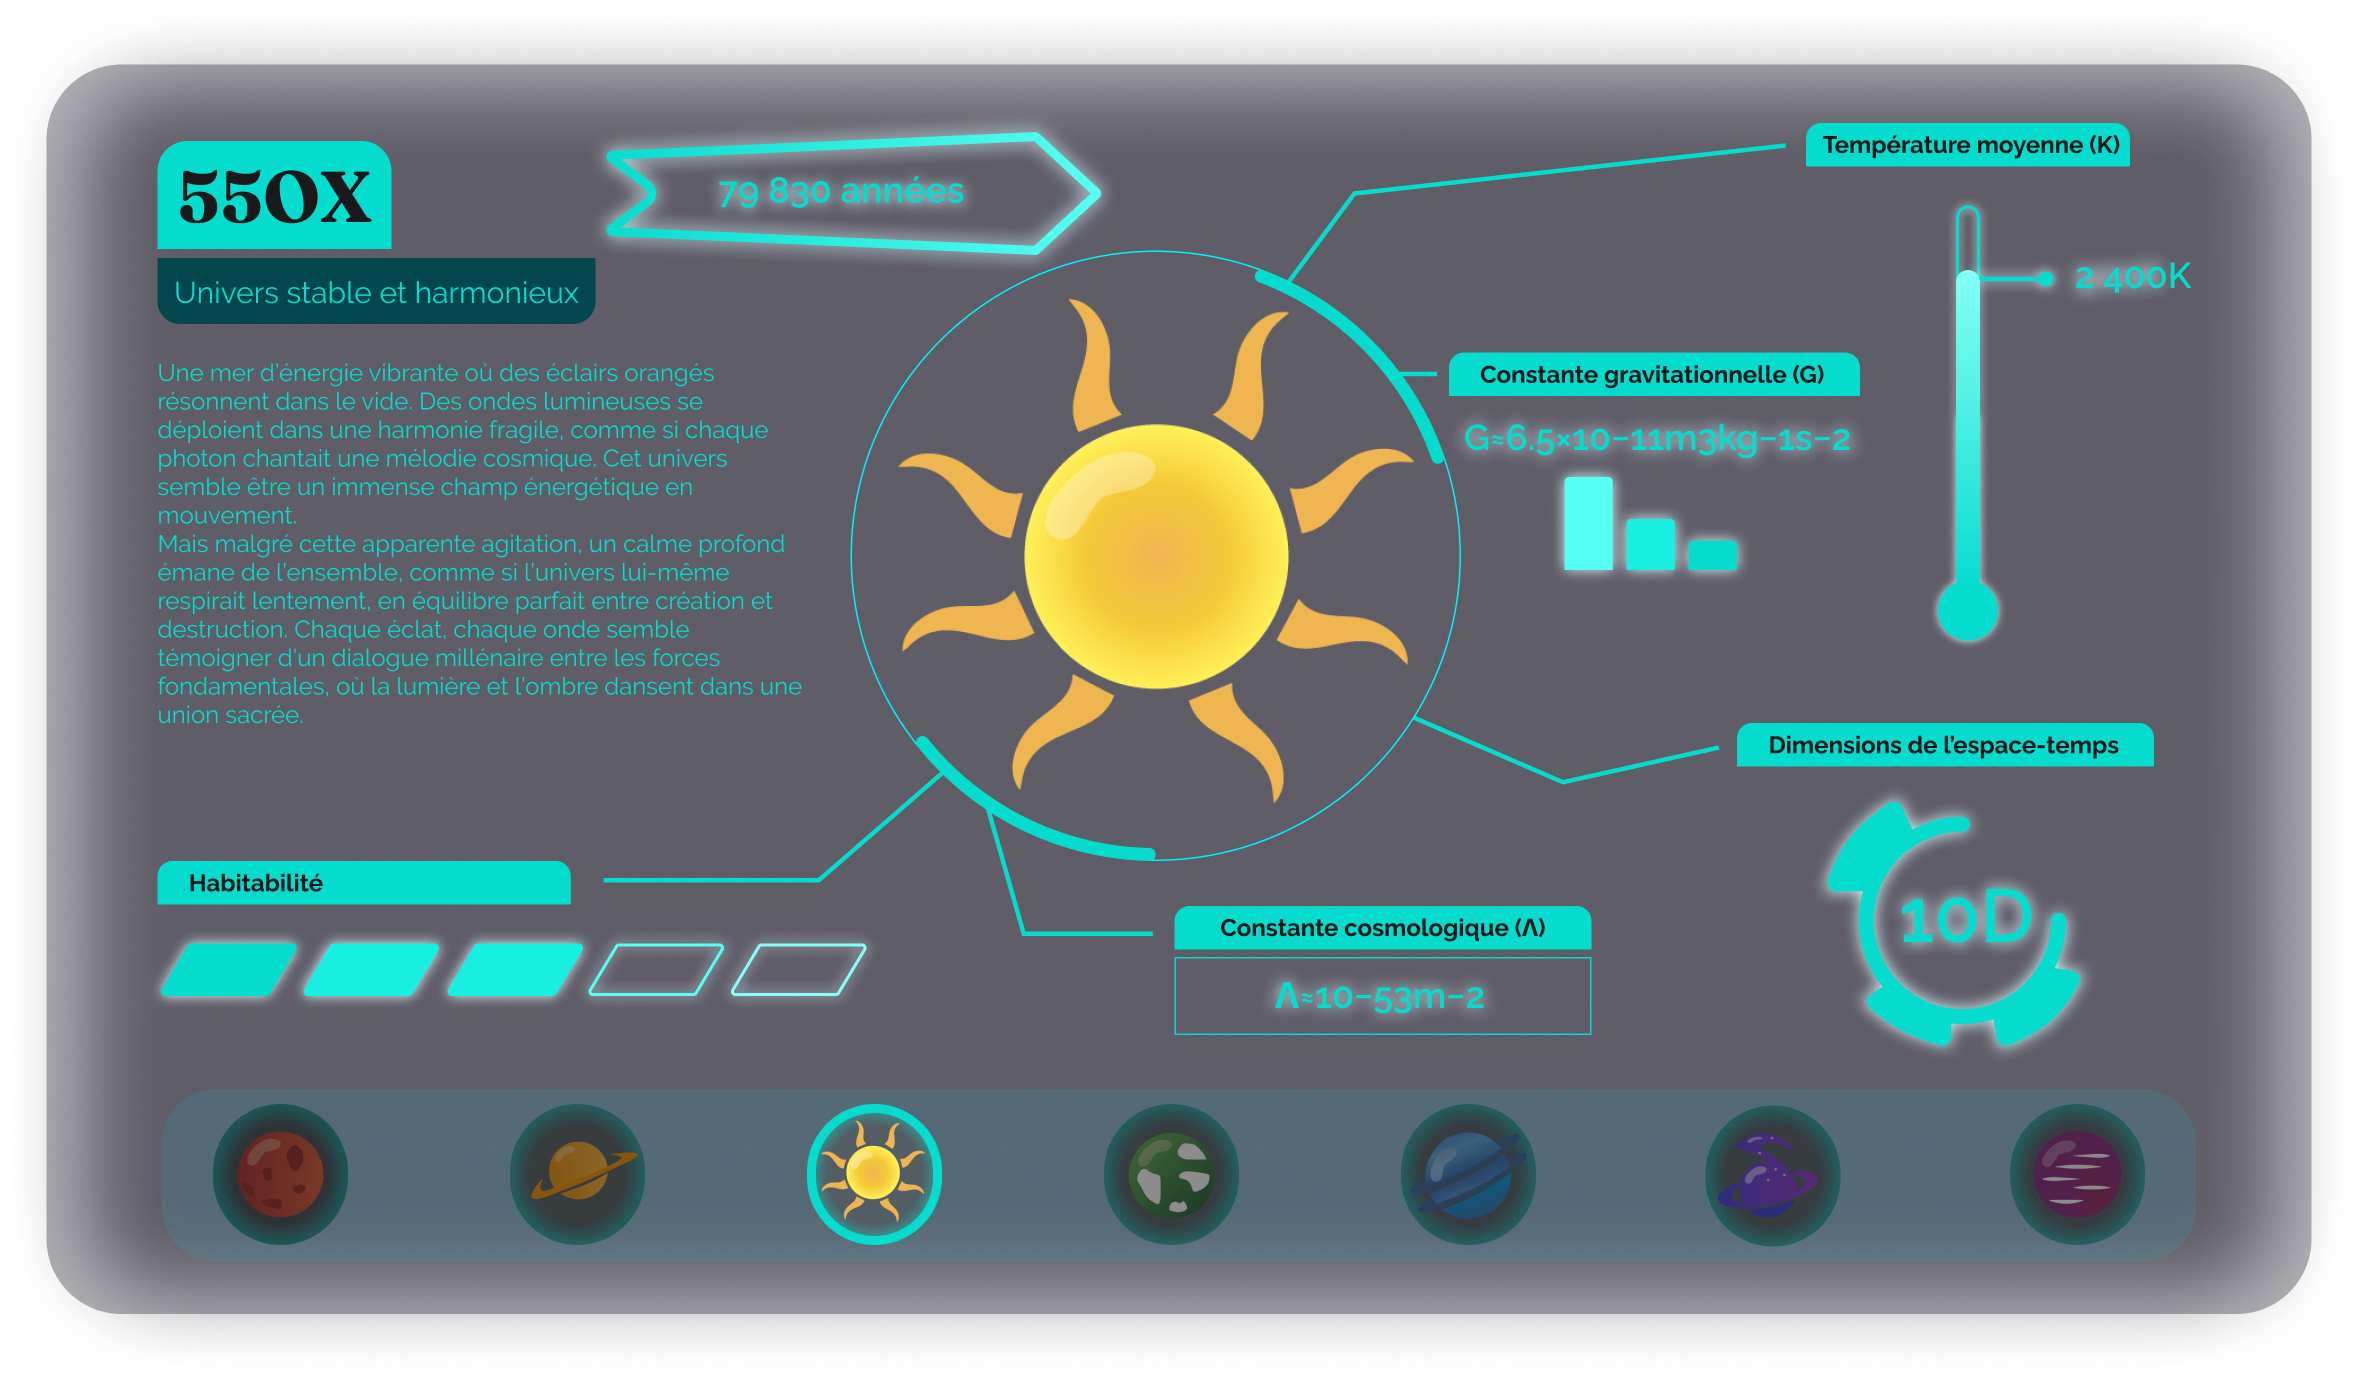 55OX
79 830 années
Température moyenne (K)
Univers stable et harmonieux
2 400K
Une mer d’énergie vibrante où des éclairs orangés
résonnent dans le vide. Des ondes lumineuses se
déploient dans une harmonie fragile, comme si chaque
photon chantait une mélodie cosmique. Cet univers
semble être un immense champ énergétique en
mouvement.
Mais malgré cette apparente agitation, un calme profond
émane de l’ensemble, comme si l’univers lui-même
respirait lentement, en équilibre parfait entre création et
destruction. Chaque éclat, chaque onde semble
témoigner d’un dialogue millénaire entre les forces
fondamentales, où la lumière et l’ombre dansent dans une
union sacrée.
Constante gravitationnelle (G)
G≈6.5×10−11m3kg−1s−2
Dimensions de l’espace-temps
10D
Habitabilité
Constante cosmologique (Λ)
Λ≈10−53m−2